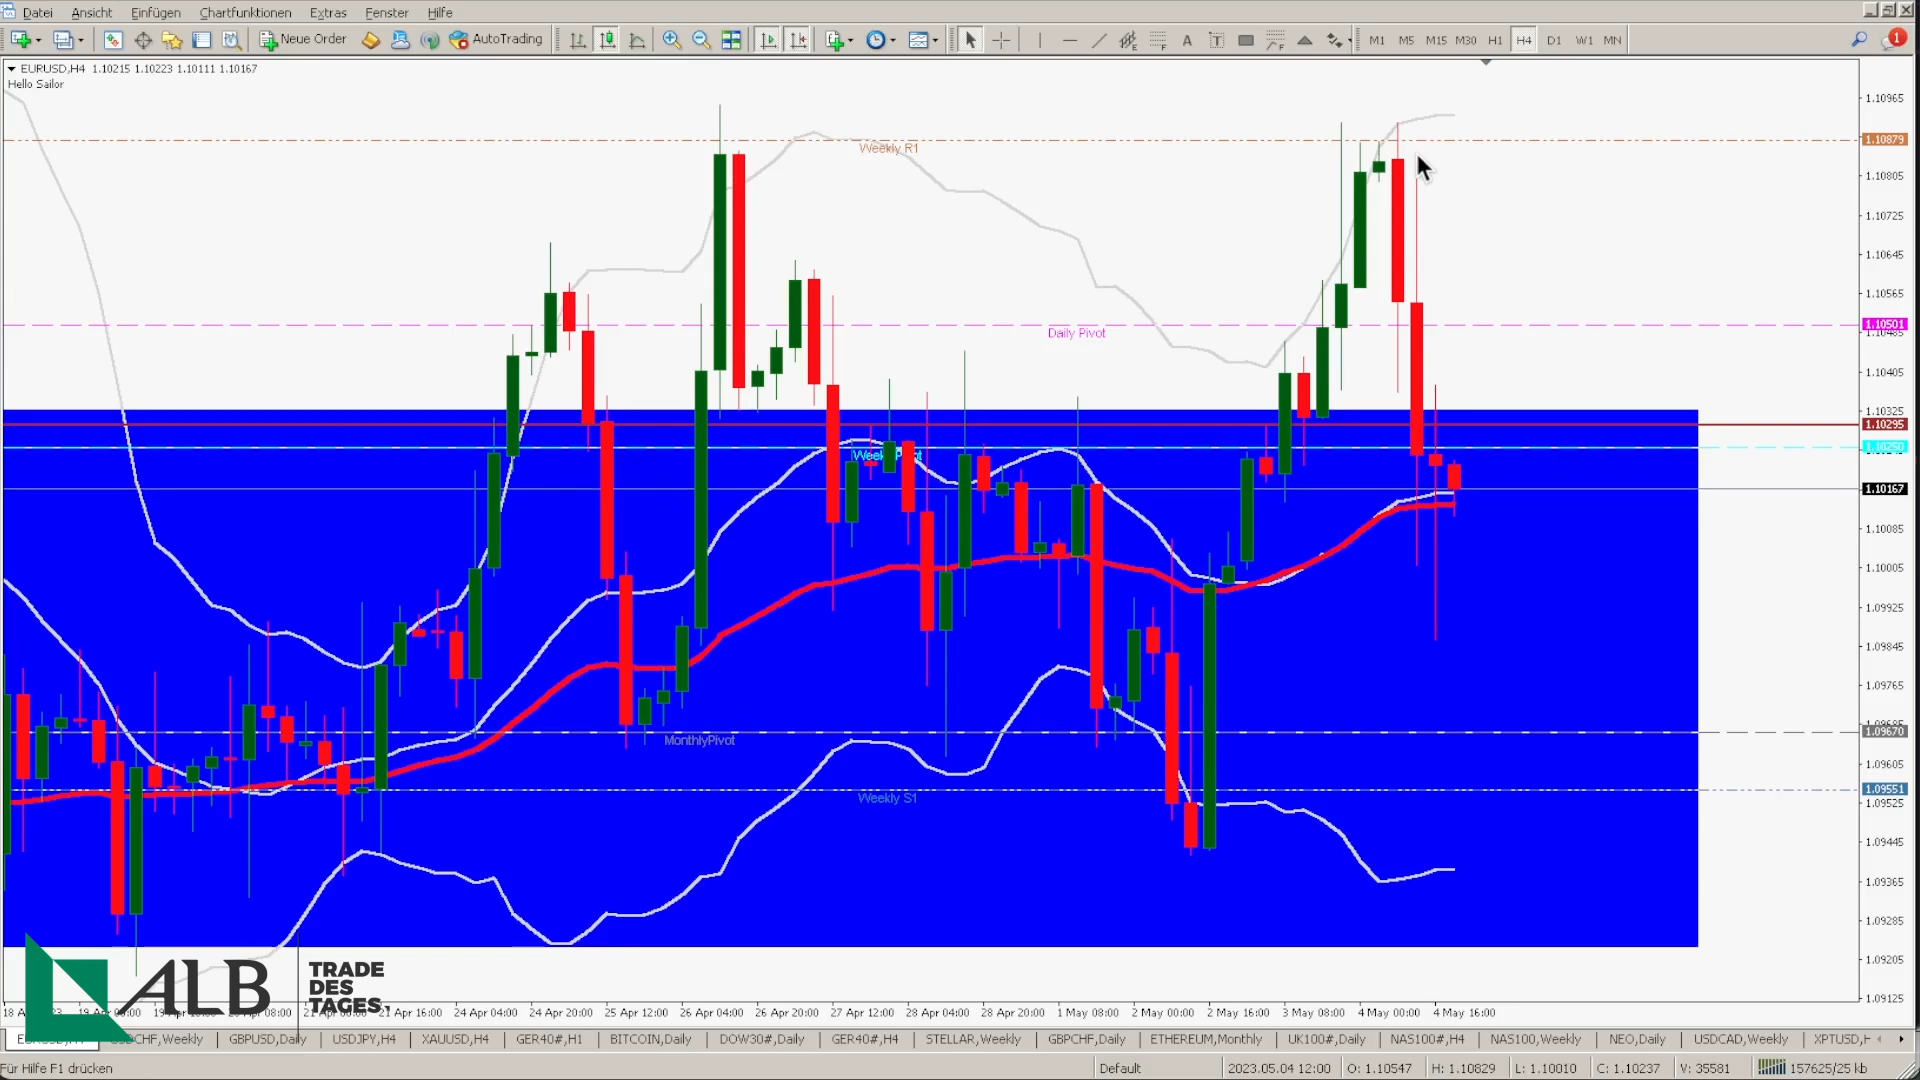 Datei Ansicht Einfügen Chartfunktionen Extras Fenster Hilfe
Neue Order AutoTrading A T M1 M5 M15 M30 H1 H4 D1 W1 MN 1
EURUSD,H4 1.10215 1.10223 1.10111 1.10167
Hello Sailor
1.10965
Weekly R1
1.10879
1.10805
1.10725
1.10645
1.10565
Daily Pivot
1.10501
1.10485
1.10405
1.10325
1.10295
1.10250
1.10167
1.10085
1.10005
1.09925
1.09845
1.09765
1.09685
MonthlyPivot
1.09670
1.09605
Weekly S1
1.09551
1.09525
1.09445
1.09365
1.09285
1.09205
1.09125
ALB
TRADE
DES
TAGES.
21 Apr 16:00 24 Apr 04:00 24 Apr 20:00 25 Apr 12:00 26 Apr 04:00 26 Apr 20:00 27 Apr 12:00 28 Apr 04:00 28 Apr 20:00 1 May 08:00 2 May 00:00 2 May 16:00 3 May 08:00 4 May 00:00 4 May 16:00
GBPUSD,Daily USDJPY,H4 XAUUSD,H4 GER40#,H1 BITCOIN,Daily DOW30#,Daily GER40#,H4 STELLAR,Weekly GBPCHF,Daily ETHEREUM,Monthly UK100#,Daily NAS100#,H4 NAS100,Weekly NEO,Daily USDCAD,Weekly
Für Hilfe F1 drücken Default 2023.05.04 12:00 O: 1.10547 H: 1.10829 L: 1.10010 C: 1.10237 V: 35581 157625/25 kb